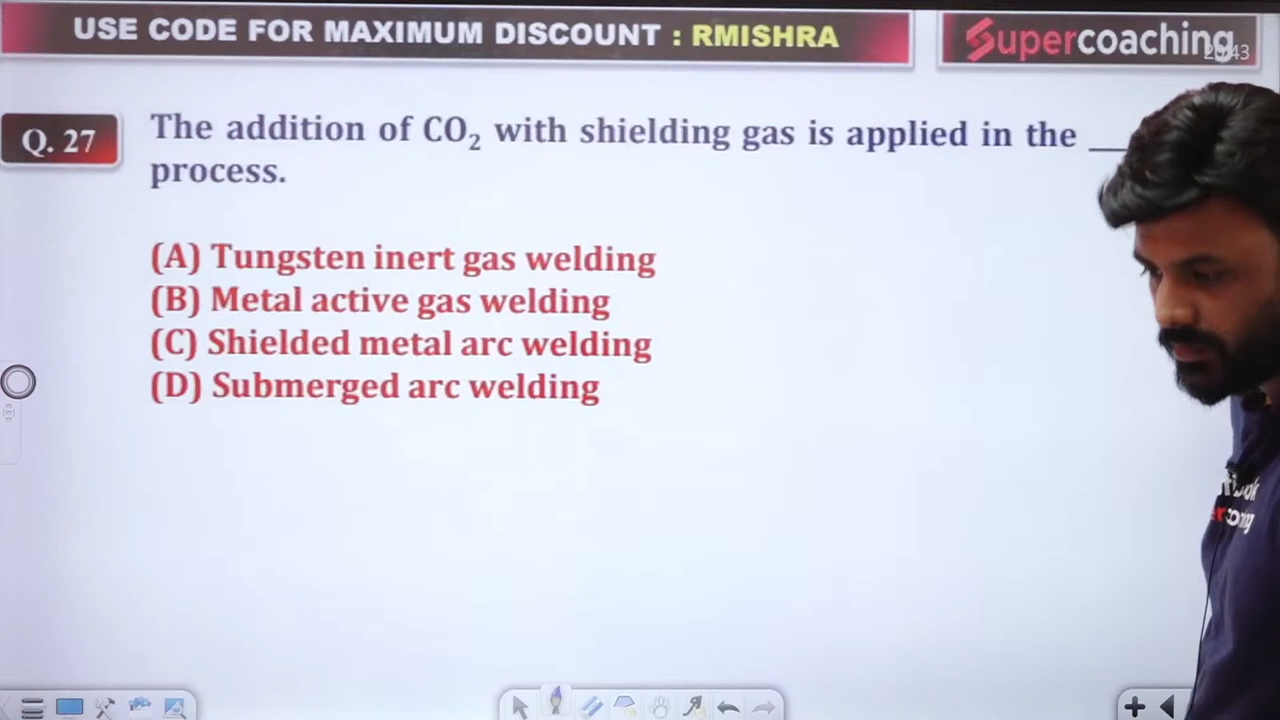 USE CODE FOR MAXIMUM DISCOUNT : RMISHRA
Supercoaching
Q. 27
The addition of CO₂ with shielding gas is applied in the __
process.
(A) Tungsten inert gas welding
(B) Metal active gas welding
(C) Shielded metal arc welding
(D) Submerged arc welding